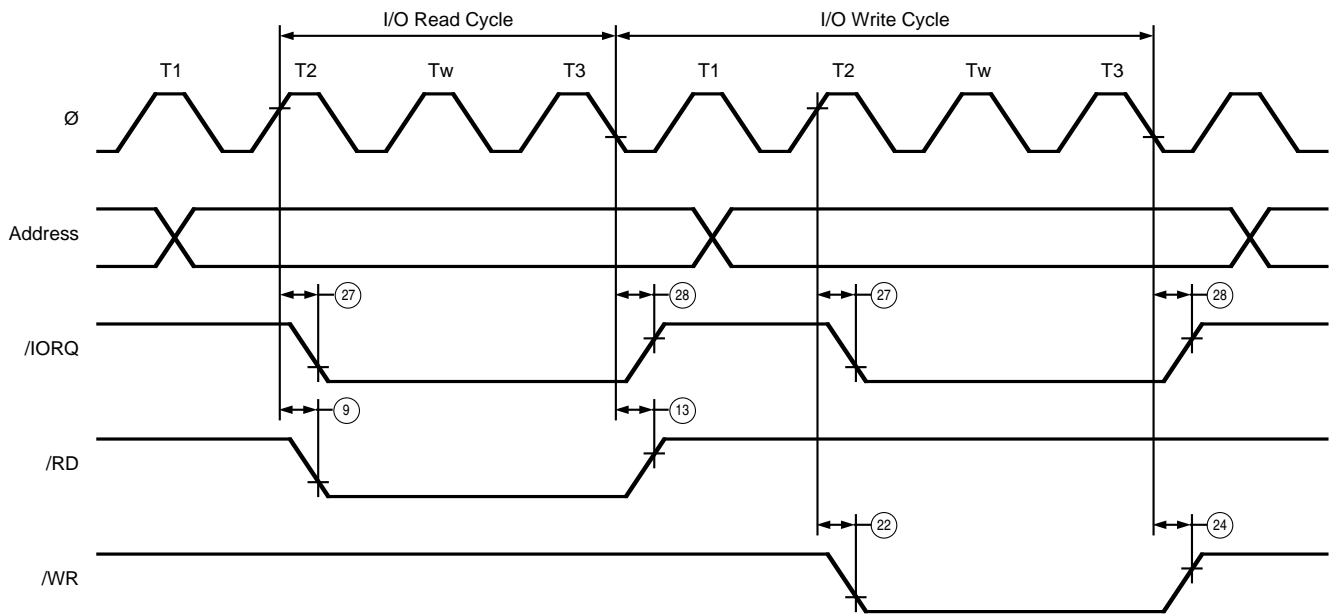 I/O Read Cycle I/O Write Cycle
T1 T2 Tw T3 T1 T2 Tw T3
Ø
Address
27 28 27 28
/IORQ
9 13
/RD
22 24
/WR